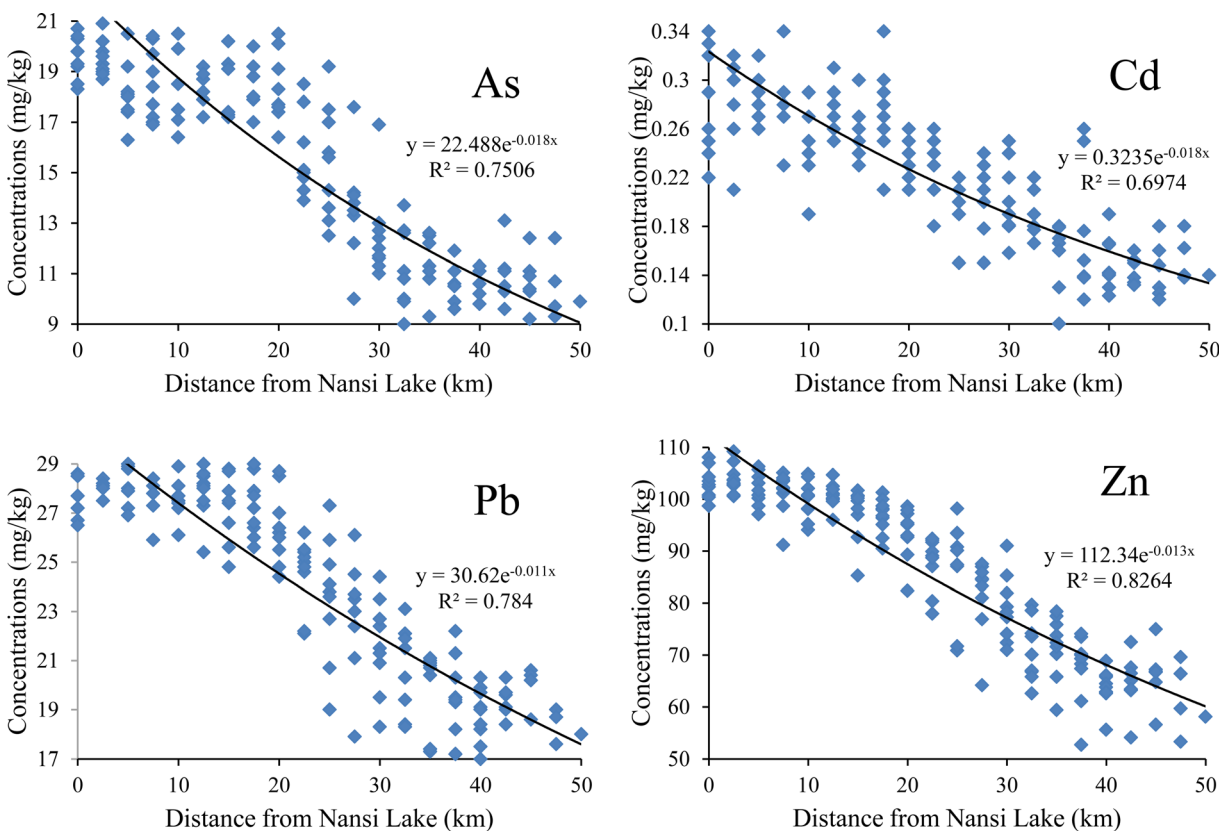 21
19
17
15
13
11
9
Concentrations (mg/kg)
As
y = 22.488e^-0.018x
R² = 0.7506
0 10 20 30 40 50
Distance from Nansi Lake (km)
0.34
0.3
0.26
0.22
0.18
0.14
0.1
Concentrations (mg/kg)
Cd
y = 0.3235e^-0.018x
R² = 0.6974
0 10 20 30 40 50
Distance from Nansi Lake (km)
29
27
25
23
21
19
17
Concentrations (mg/kg)
Pb
y = 30.62e^-0.011x
R² = 0.784
0 10 20 30 40 50
Distance from Nansi Lake (km)
110
100
90
80
70
60
50
Concentrations (mg/kg)
Zn
y = 112.34e^-0.013x
R² = 0.8264
0 10 20 30 40 50
Distance from Nansi Lake (km)